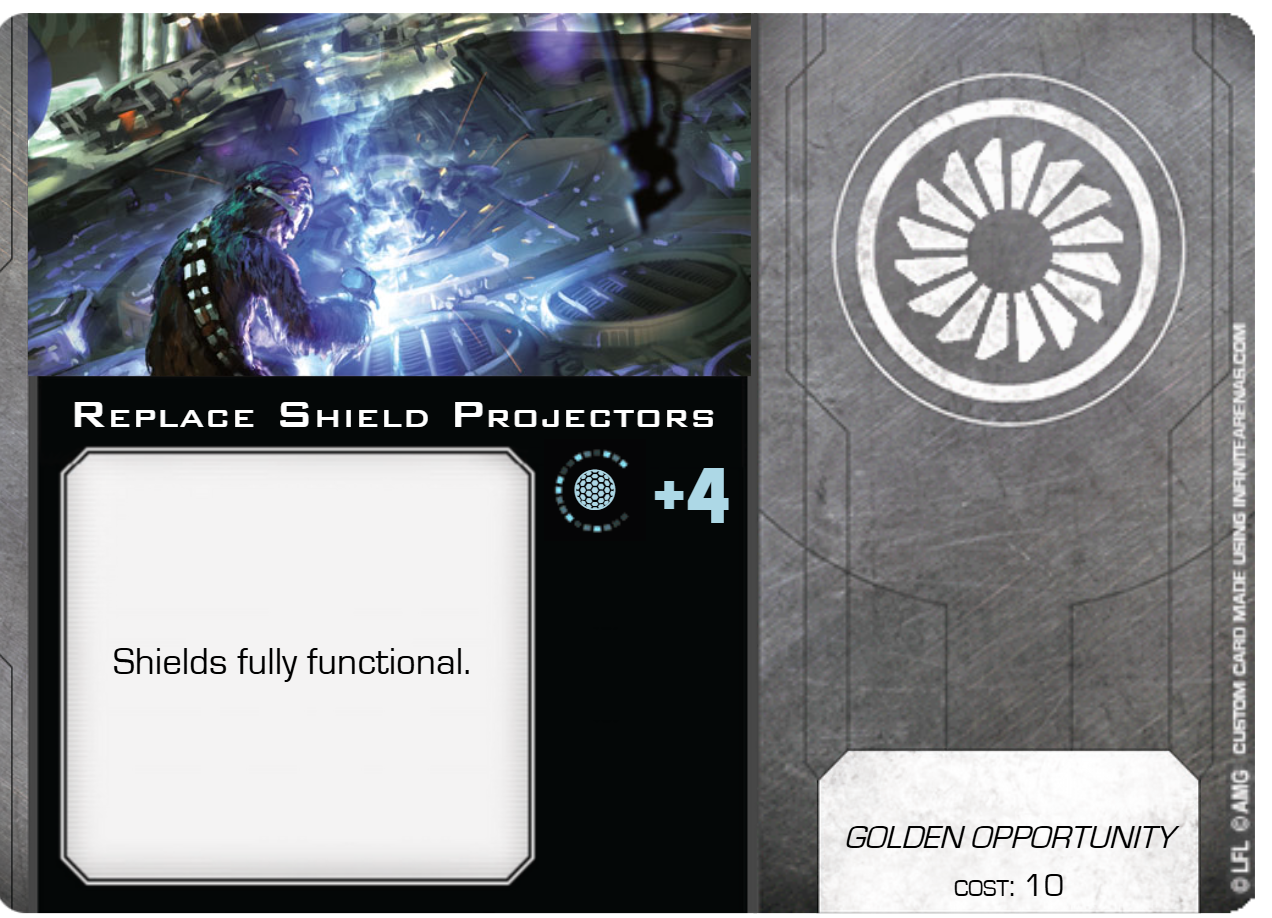 Replace Shield Projectors
+4
Shields fully functional.
GOLDEN OPPORTUNITY
COST: 10
© LFL © AMG CUSTOM CARD MADE USING INFINITEARENAS.COM